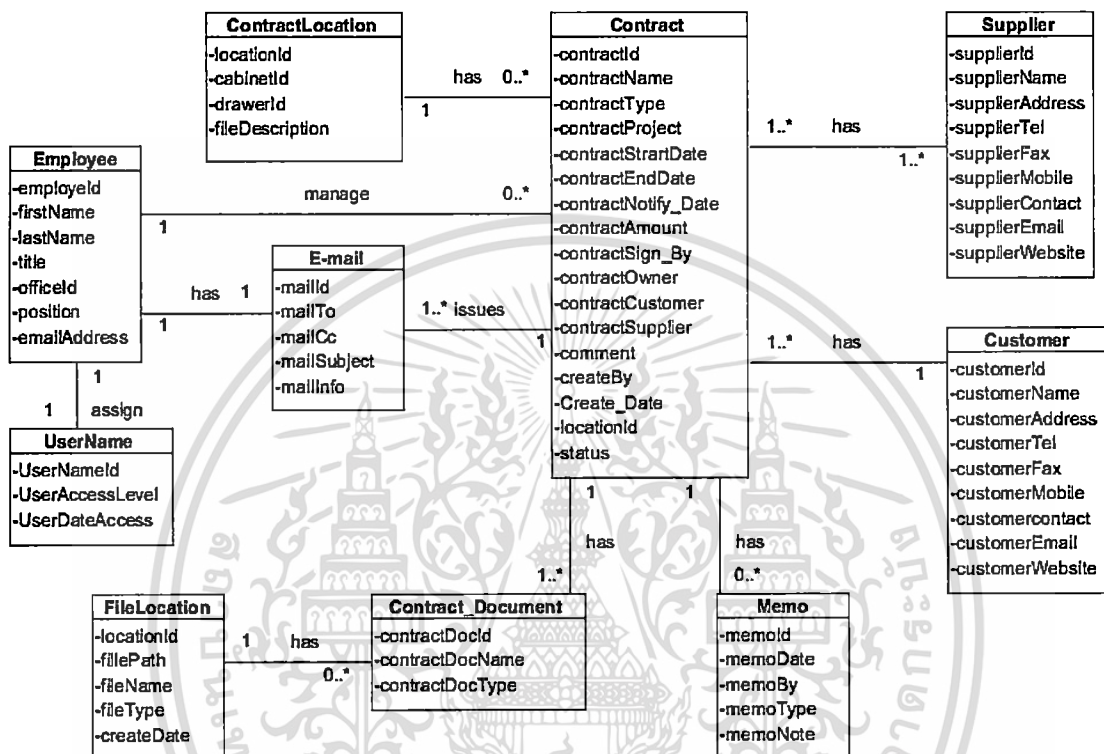 ContractLocation
-locationId
-cabinetId
-drawerId
-fileDescription
has 0..*
1
Contract
-contractId
-contractName
-contractType
-contractProject
-contractStrartDate
-contractEndDate
-contractNotify_Date
-contractAmount
-contractSign_By
-contractOwner
-contractCustomer
-contractSupplier
-comment
-createBy
-Create_Date
-locationId
-status
Supplier
-supplierId
-supplierName
-supplierAddress
-supplierTel
-supplierFax
-supplierMobile
-supplierContact
-supplierEmail
-supplierWebsite
1..* has
1..*
Employee
-employeId
-firstName
-lastName
-title
-officeId
-position
-emailAddress
manage 0..*
1
has 1
1
E-mail
-mailId
-mailTo
-mailCc
-mailSubject
-mailInfo
1..* issues
1
1..* has
1
Customer
-customerId
-customerName
-customerAddress
-customerTel
-customerFax
-customerMobile
-customercontact
-customerEmail
-customerWebsite
1
1 assign
UserName
-UserNameId
-UserAccessLevel
-UserDateAccess
1
has
1..*
1
has
0..*
FileLocation
-locationId
-fillePath
-fileName
-fileType
-createDate
1 has
0..*
Contract_Document
-contractDocId
-contractDocName
-contractDocType
Memo
-memoId
-memoDate
-memoBy
-memoType
-memoNote